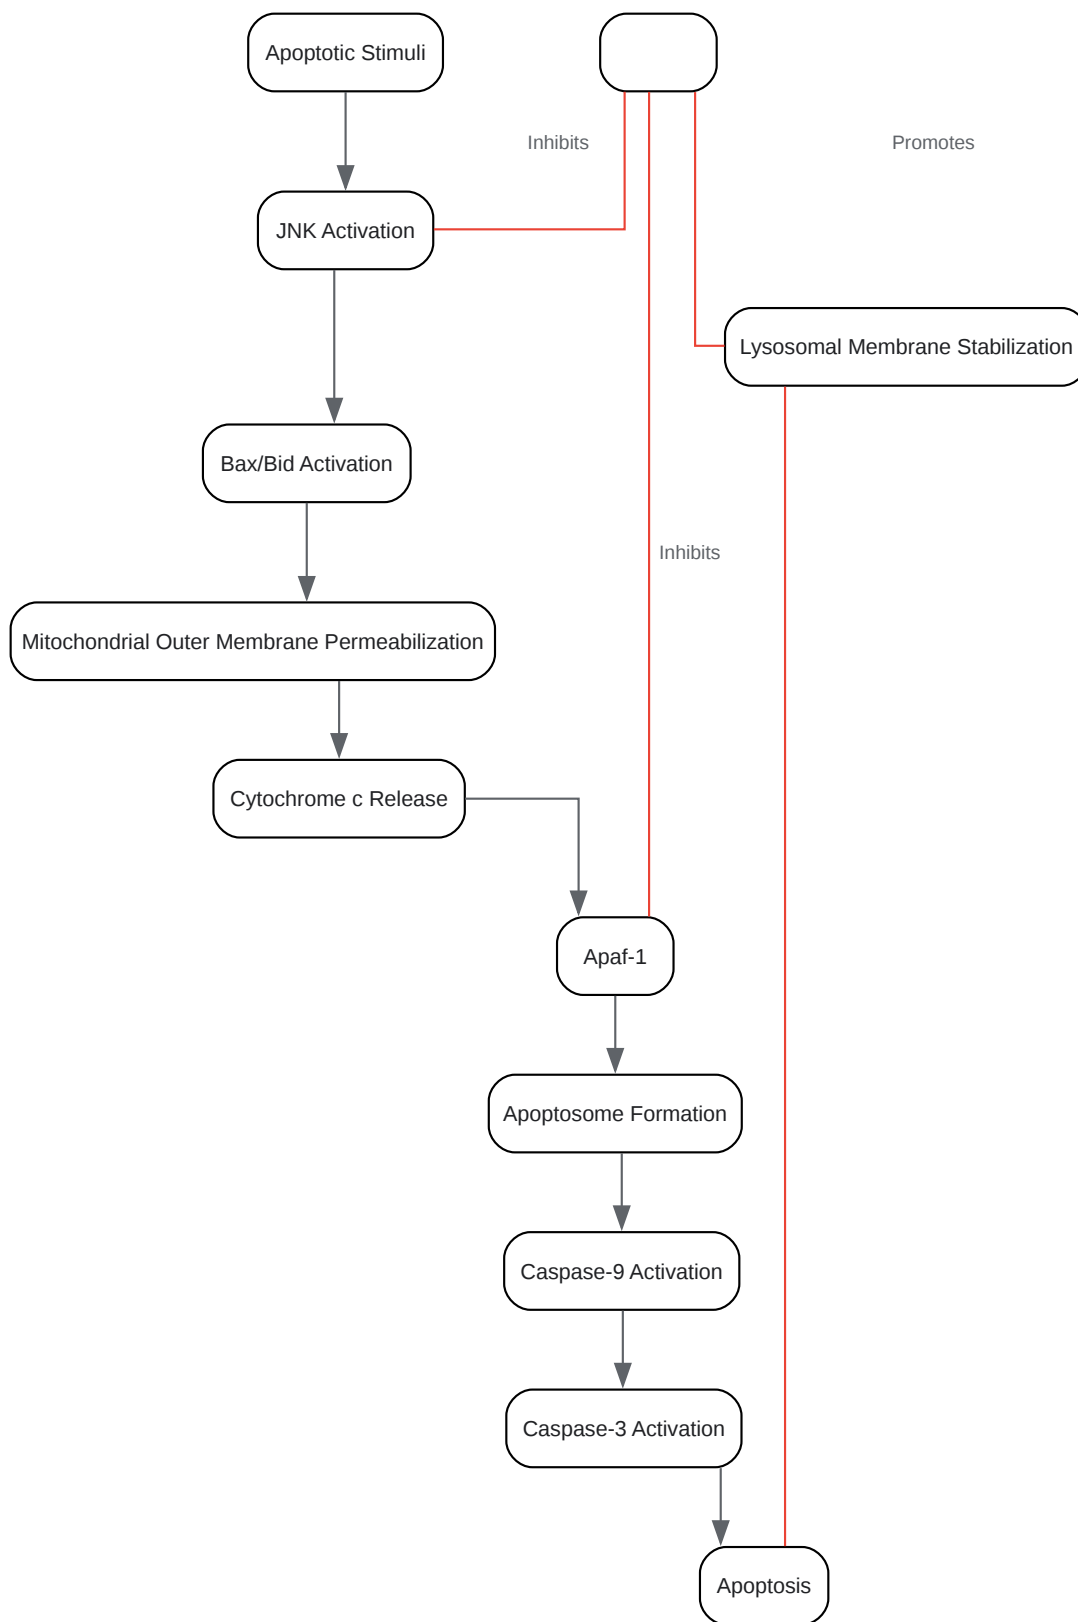 Apoptotic Stimuli
Inhibits
Promotes
JNK Activation
Lysosomal Membrane Stabilization
Bax/Bid Activation
Inhibits
Mitochondrial Outer Membrane Permeabilization
Cytochrome c Release
Apaf-1
Apoptosome Formation
Caspase-9 Activation
Caspase-3 Activation
Apoptosis